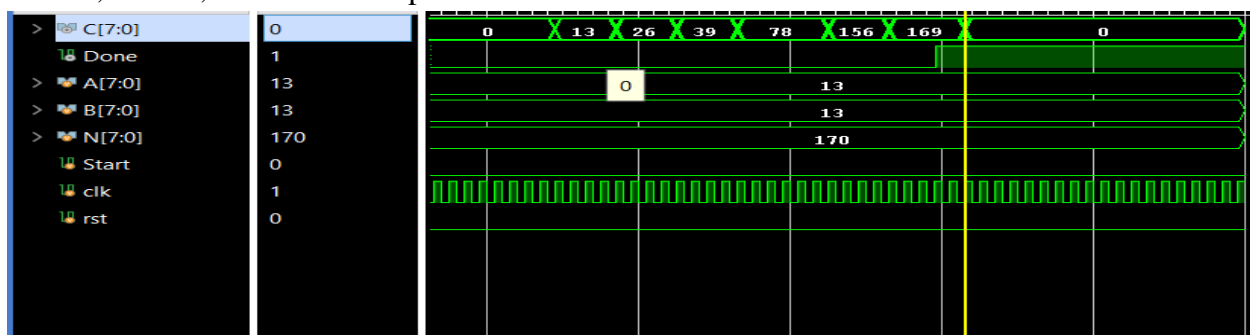 > C[7:0] 0 0 13 26 39 78 156 169 0
Done 1
> A[7:0] 13 0 13
> B[7:0] 13 13
> N[7:0] 170 170
Start 0
clk 1
rst 0